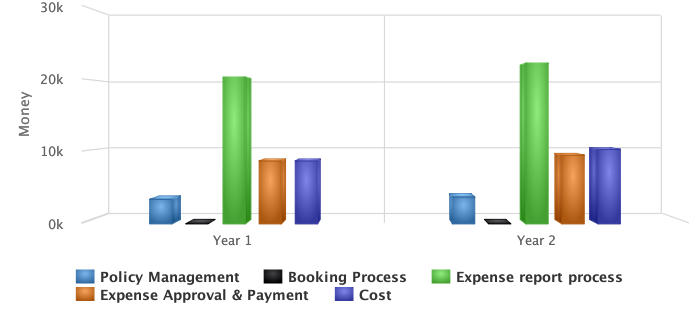 30k
20k
10k
0k
Money
Year 1 Year 2
Policy Management Booking Process Expense report process
Expense Approval & Payment Cost